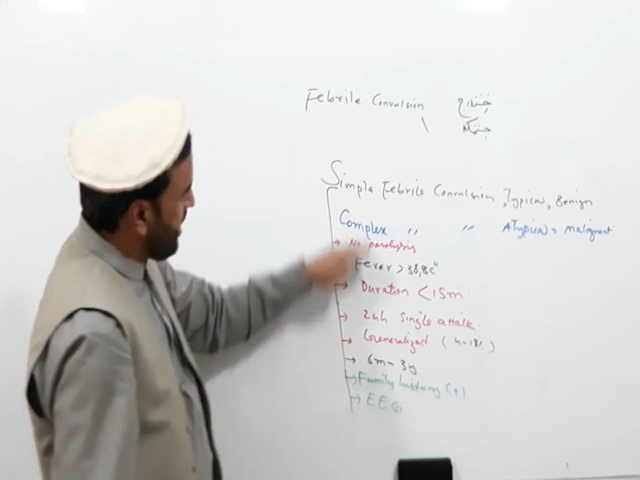 Febrile Convulsion
Simple Febrile Convulsion, Typical, Benign
Complex " " Atypical, malignant
No paralysis
Fever > 38,8c°
Duration < 15m
24h single attack.
Generalized
6m - 3y
Family history (+)
EEG